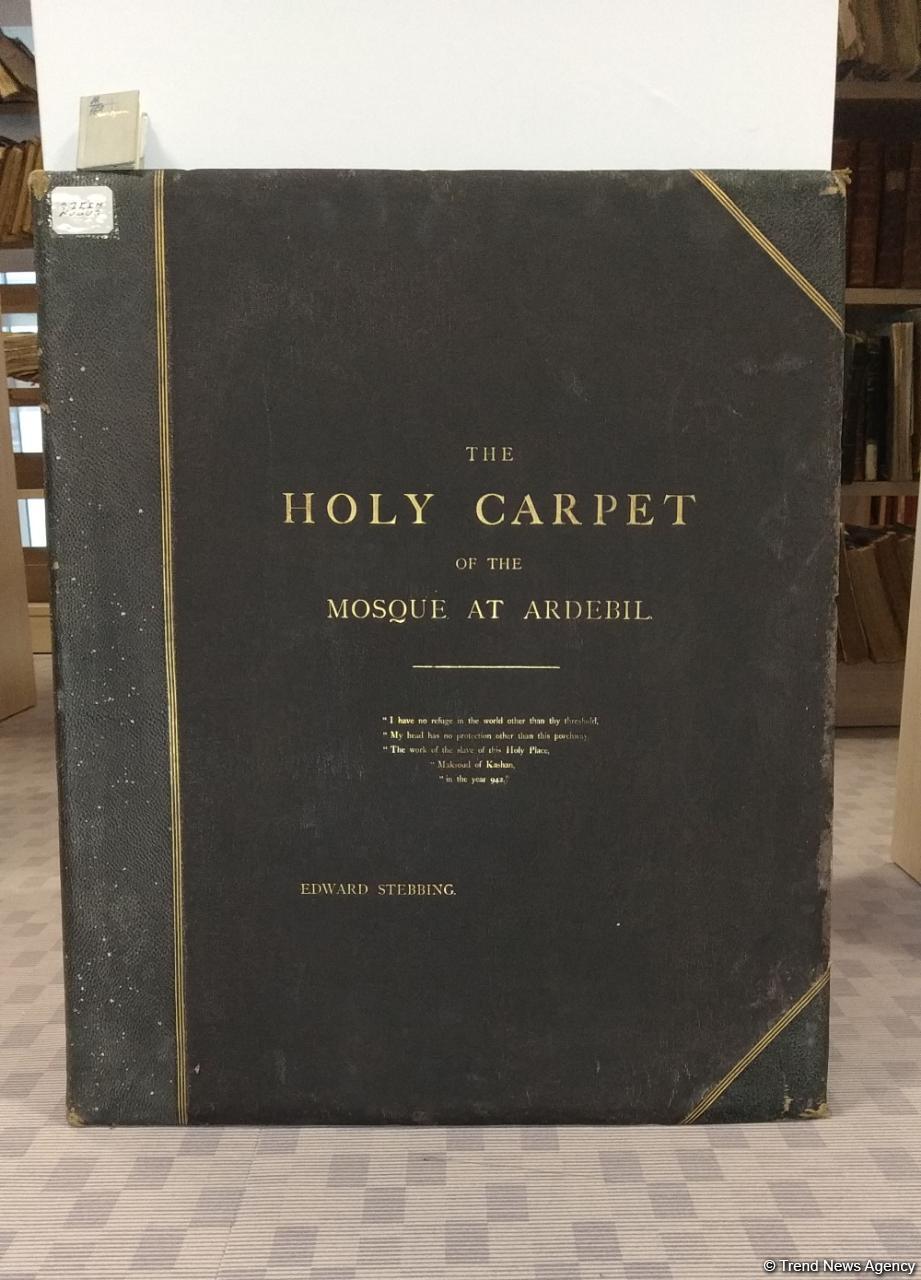 THE
HOLY CARPET
OF THE
MOSQUE AT ARDEBIL.
" I have no refuge in the world other than thy threshold,
" My head has no protection other than this porchway,
" The work of the slave of this Holy Place,
" Maksoud of Kashan,
" in the year 942."
EDWARD STEBBING.
© Trend News Agency